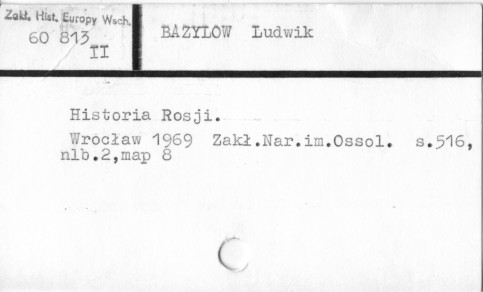 Zakł. Hist. Europy Wsch.
60 813
II
BAZYLOW Ludwik
Historia Rosji.
Wrocław 1969 Zakł.Nar.im.Ossol. s.516,
nlb.2,map 8